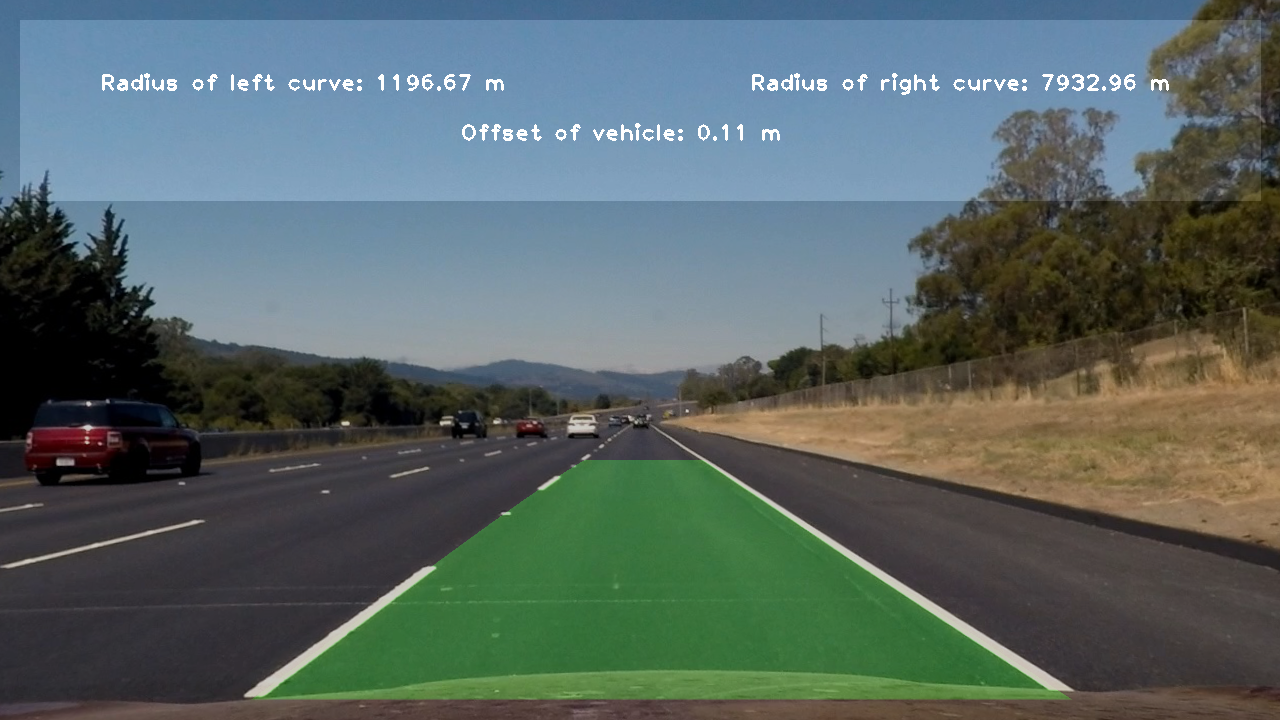 Radius of left curve: 1196.67 m
Radius of right curve: 7932.96 m
Offset of vehicle: 0.11 m